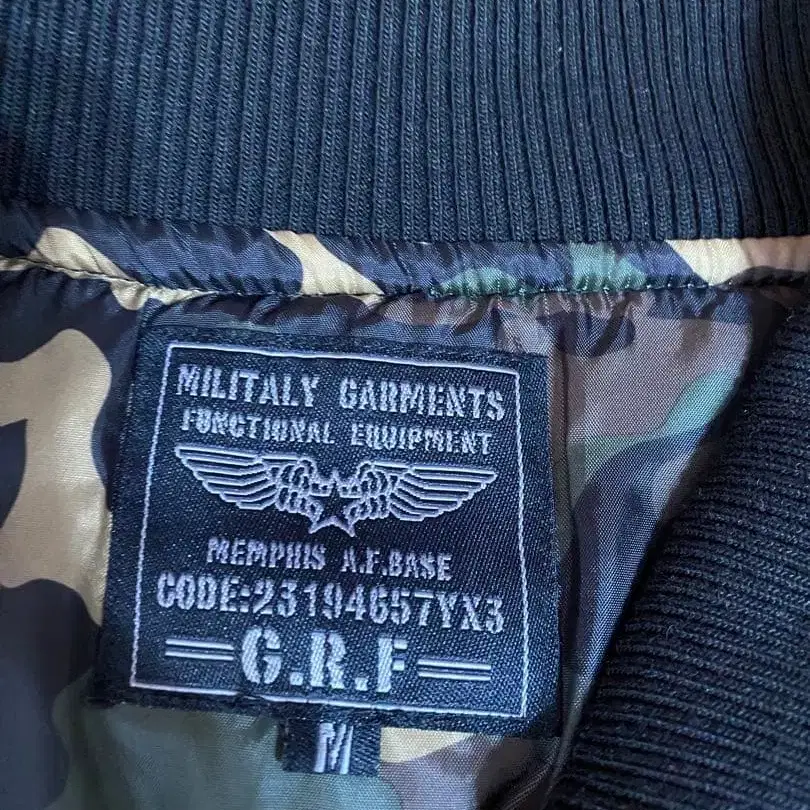 MILITALY GARMENTS
FUNCTIONAL EQUIPMENT
MEMPHIS A.F.BASE
CODE:23194657YX3
G.R.F
M